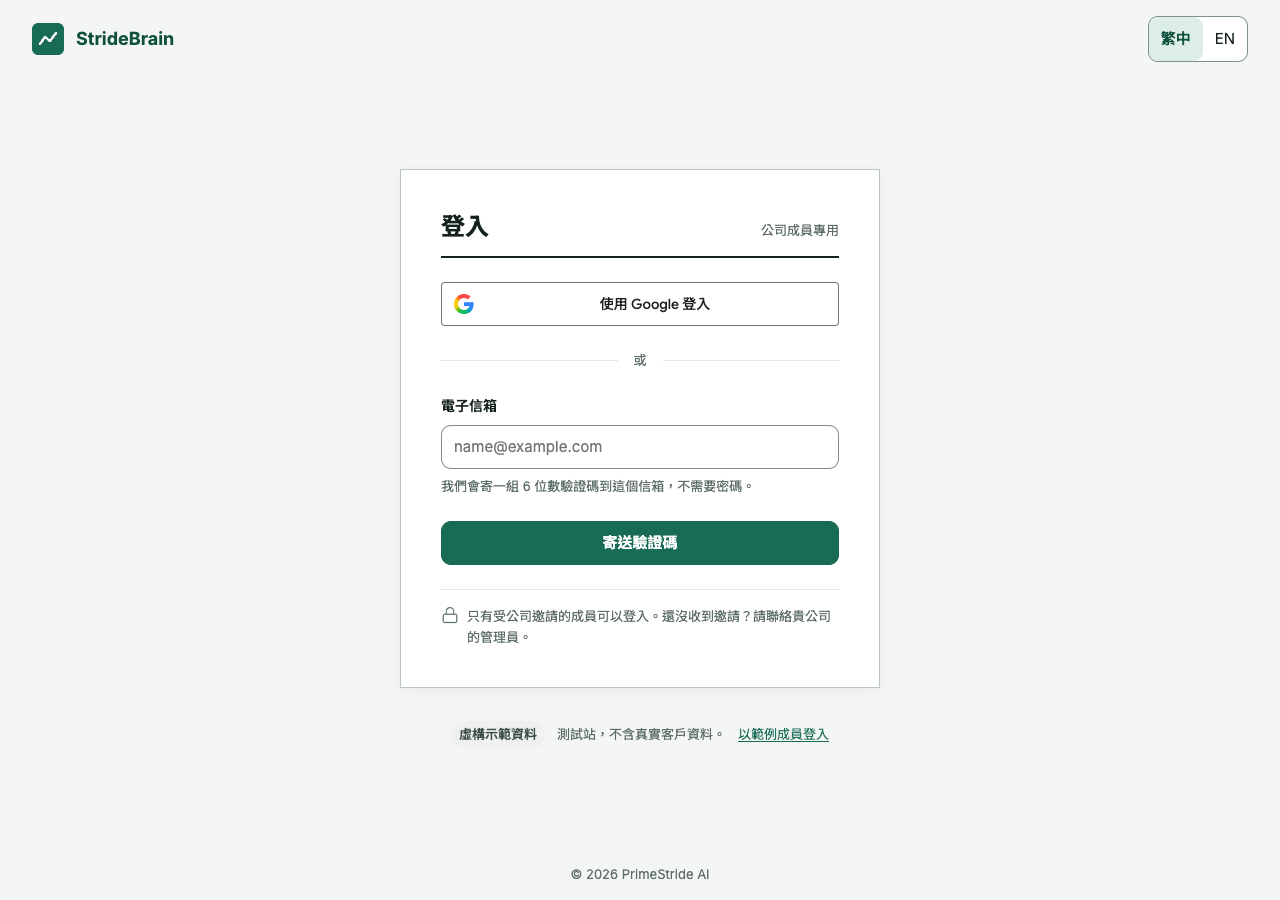 StrideBrain
繁中
EN
登入
公司成員專用
使用 Google 登入
或
電子信箱
name@example.com
我們會寄一組 6 位數驗證碼到這個信箱，不需要密碼。
寄送驗證碼
只有受公司邀請的成員可以登入。還沒收到邀請？請聯絡貴公司
的管理員。
虛構示範資料 測試站，不含真實客戶資料。 以範例成員登入
© 2026 PrimeStride AI